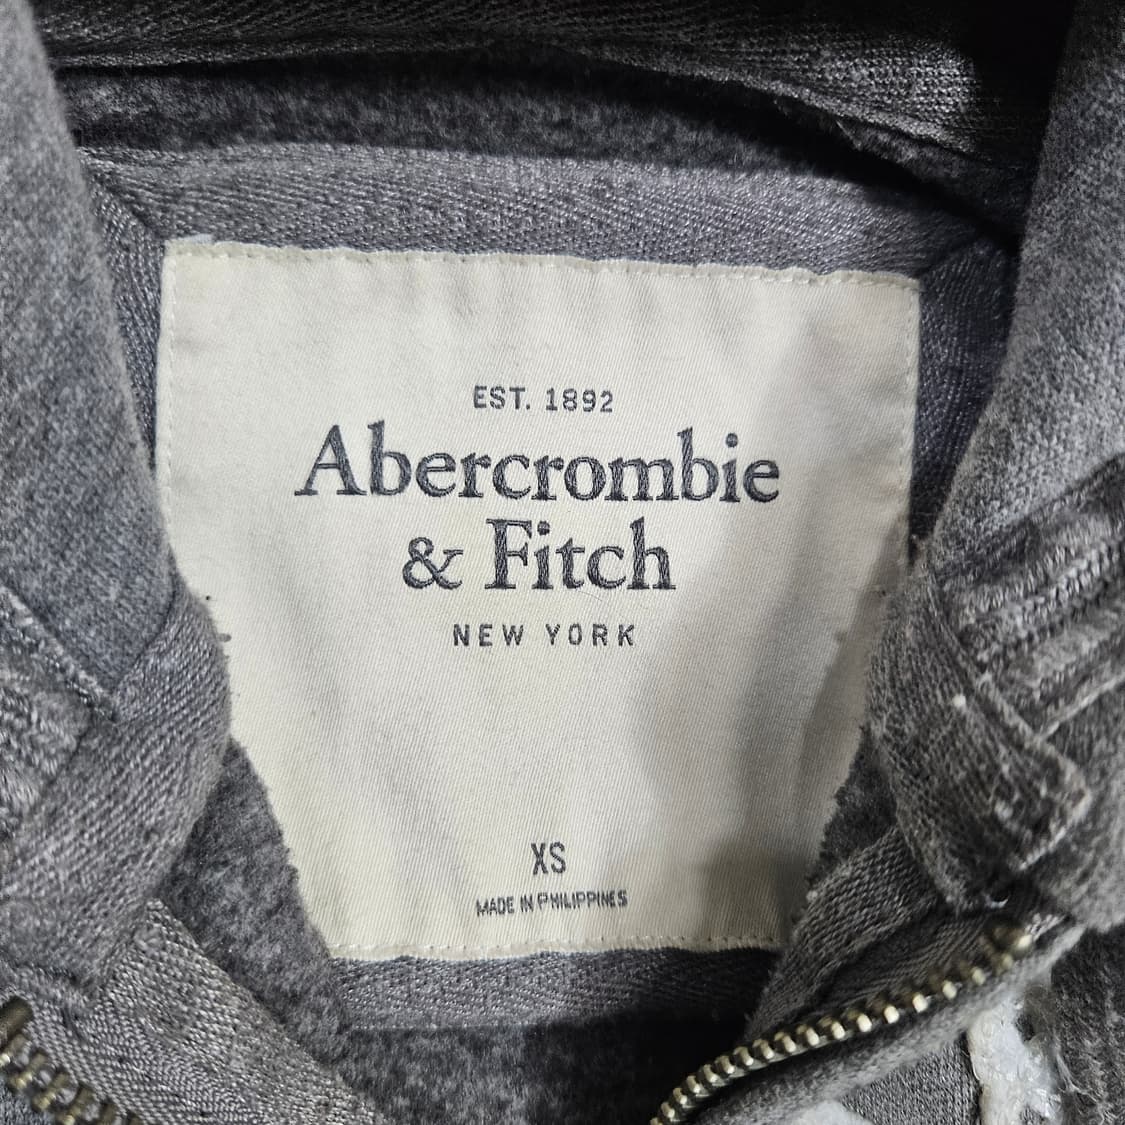 EST. 1892
Abercrombie
& Fitch
NEW YORK
XS
MADE IN PHILIPPINES